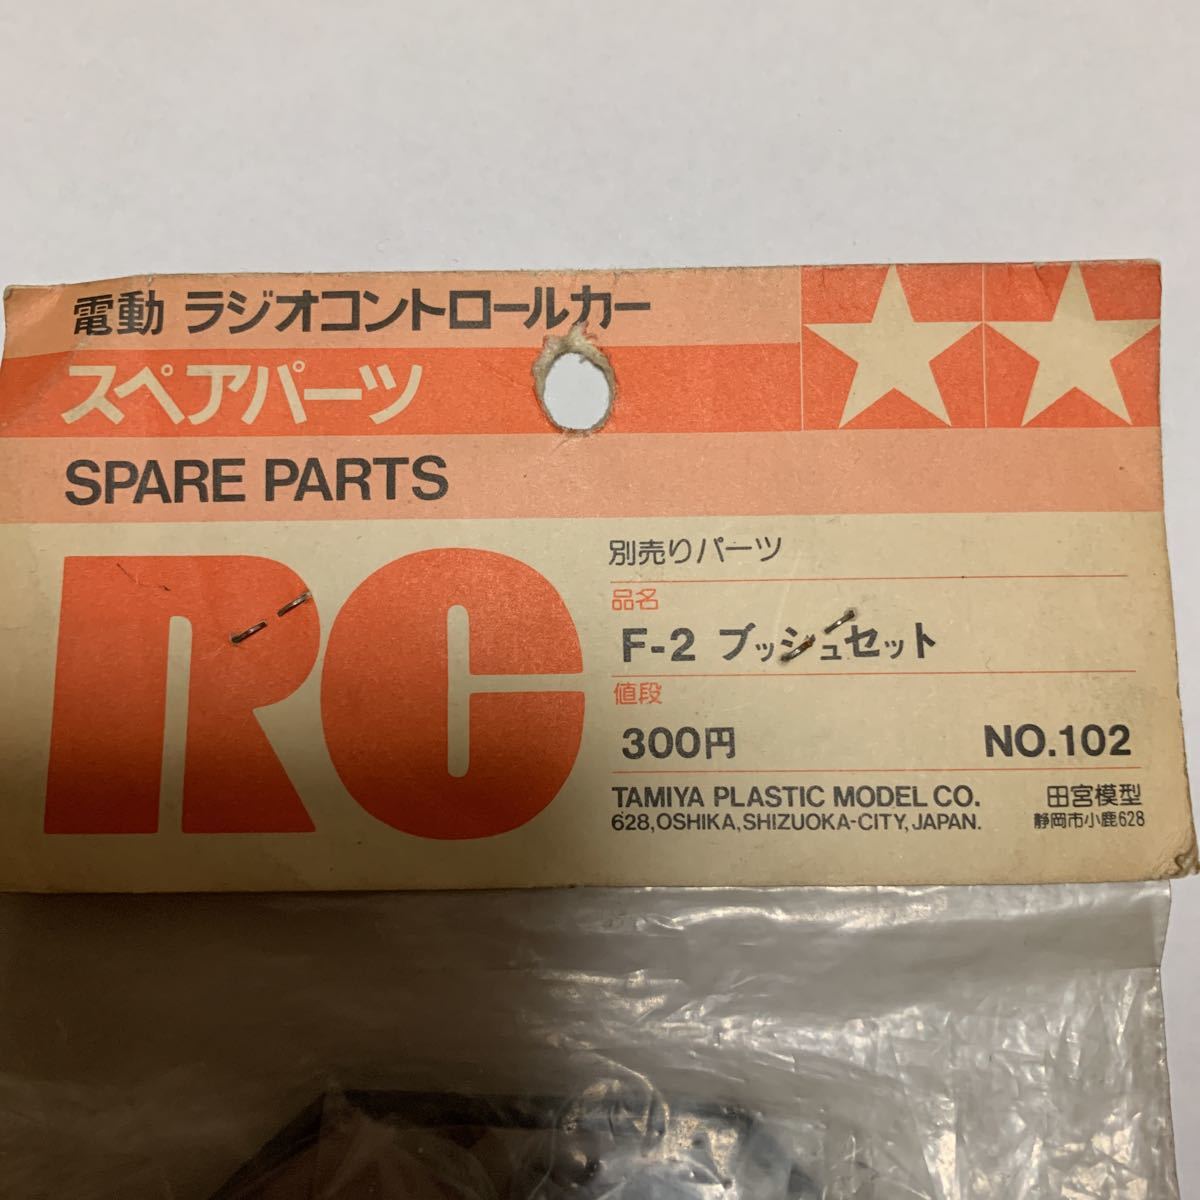 電動 ラジオコントロールカー
スペアパーツ
SPARE PARTS
RC
別売りパーツ
品名
F-2 ブッシュセット
値段
300円 NO.102
TAMIYA PLASTIC MODEL CO. 田宮模型
628,OSHIKA,SHIZUOKA-CITY,JAPAN. 静岡市小鹿628